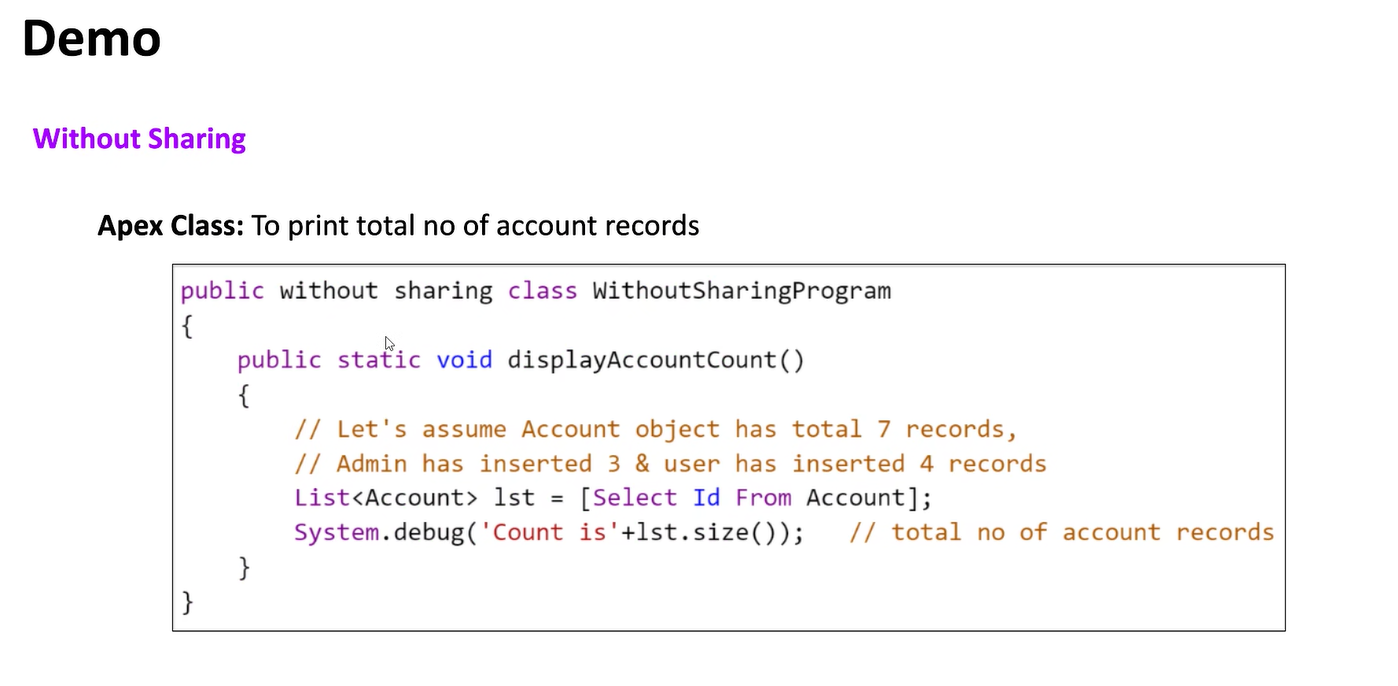 Demo
Without Sharing
Apex Class: To print total no of account records
public without sharing class WithoutSharingProgram
{
public static void displayAccountCount()
{
// Let's assume Account object has total 7 records,
// Admin has inserted 3 & user has inserted 4 records
List<Account> lst = [Select Id From Account];
System.debug('Count is'+lst.size());   // total no of account records
}
}